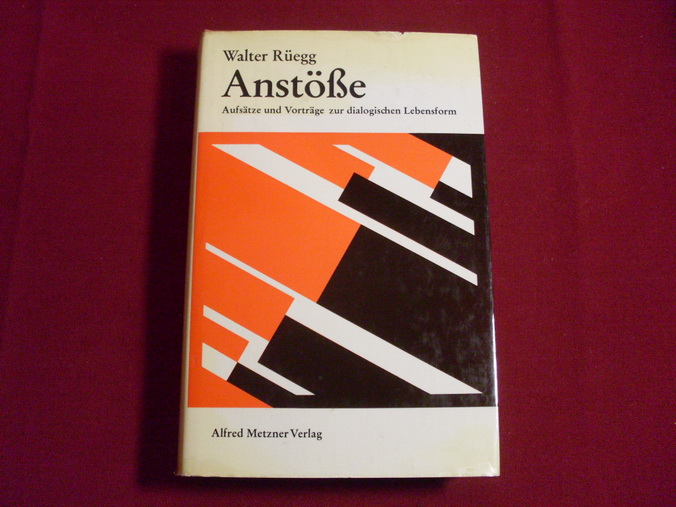 Walter Rüegg
Anstöße
Aufsätze und Vorträge zur dialogischen Lebensform
Alfred Metzner Verlag